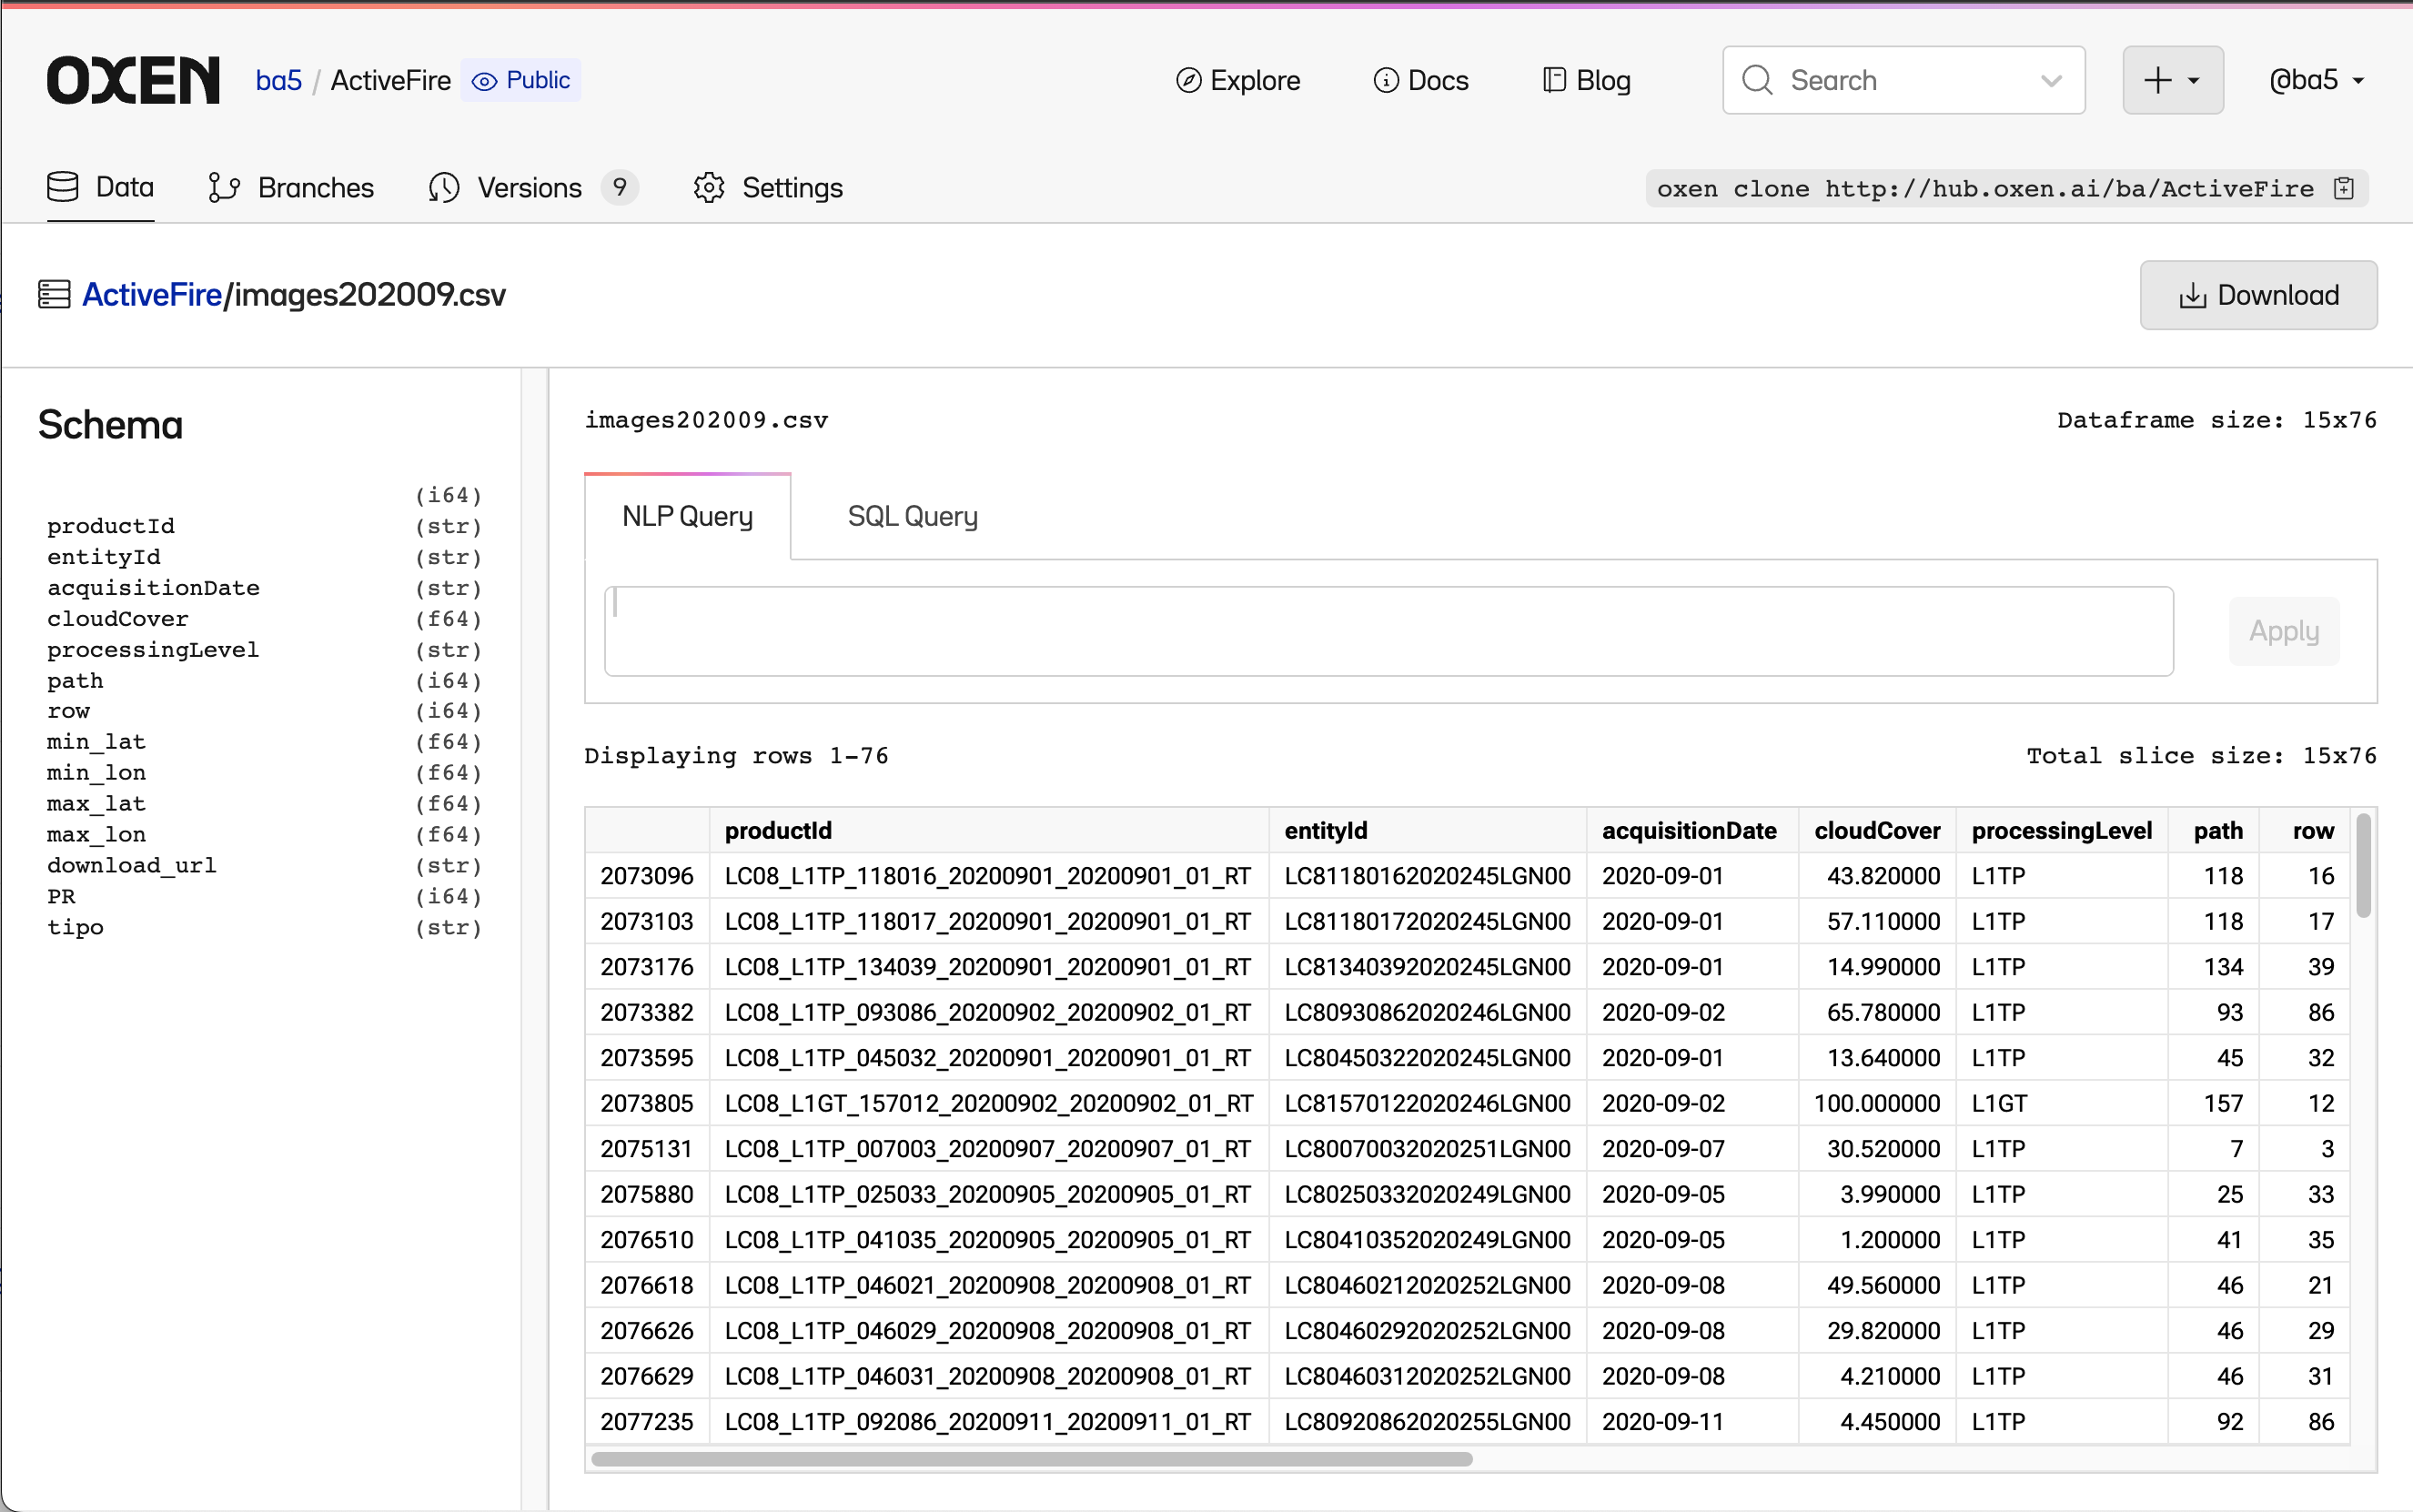 OXEN ba5 / ActiveFire Public Explore Docs Blog Search @ba5
Data Branches Versions 9 Settings oxen clone http://hub.oxen.ai/ba/ActiveFire
ActiveFire/images202009.csv Download
Schema
(i64)
productId (str)
entityId (str)
acquisitionDate (str)
cloudCover (f64)
processingLevel (str)
path (i64)
row (i64)
min_lat (f64)
min_lon (f64)
max_lat (f64)
max_lon (f64)
download_url (str)
PR (i64)
tipo (str)
images202009.csv Dataframe size: 15x76
NLP Query SQL Query
Apply
Displaying rows 1-76 Total slice size: 15x76
productId entityId acquisitionDate cloudCover processingLevel path row
2073096 LC08_L1TP_118016_20200901_20200901_01_RT LC81180162020245LGN00 2020-09-01 43.820000 L1TP 118 16
2073103 LC08_L1TP_118017_20200901_20200901_01_RT LC81180172020245LGN00 2020-09-01 57.110000 L1TP 118 17
2073176 LC08_L1TP_134039_20200901_20200901_01_RT LC81340392020245LGN00 2020-09-01 14.990000 L1TP 134 39
2073382 LC08_L1TP_093086_20200902_20200902_01_RT LC80930862020246LGN00 2020-09-02 65.780000 L1TP 93 86
2073595 LC08_L1TP_045032_20200901_20200901_01_RT LC80450322020245LGN00 2020-09-01 13.640000 L1TP 45 32
2073805 LC08_L1GT_157012_20200902_20200902_01_RT LC81570122020246LGN00 2020-09-02 100.000000 L1GT 157 12
2075131 LC08_L1TP_007003_20200907_20200907_01_RT LC80070032020251LGN00 2020-09-07 30.520000 L1TP 7 3
2075880 LC08_L1TP_025033_20200905_20200905_01_RT LC80250332020249LGN00 2020-09-05 3.990000 L1TP 25 33
2076510 LC08_L1TP_041035_20200905_20200905_01_RT LC80410352020249LGN00 2020-09-05 1.200000 L1TP 41 35
2076618 LC08_L1TP_046021_20200908_20200908_01_RT LC80460212020252LGN00 2020-09-08 49.560000 L1TP 46 21
2076626 LC08_L1TP_046029_20200908_20200908_01_RT LC80460292020252LGN00 2020-09-08 29.820000 L1TP 46 29
2076629 LC08_L1TP_046031_20200908_20200908_01_RT LC80460312020252LGN00 2020-09-08 4.210000 L1TP 46 31
2077235 LC08_L1TP_092086_20200911_20200911_01_RT LC80920862020255LGN00 2020-09-11 4.450000 L1TP 92 86